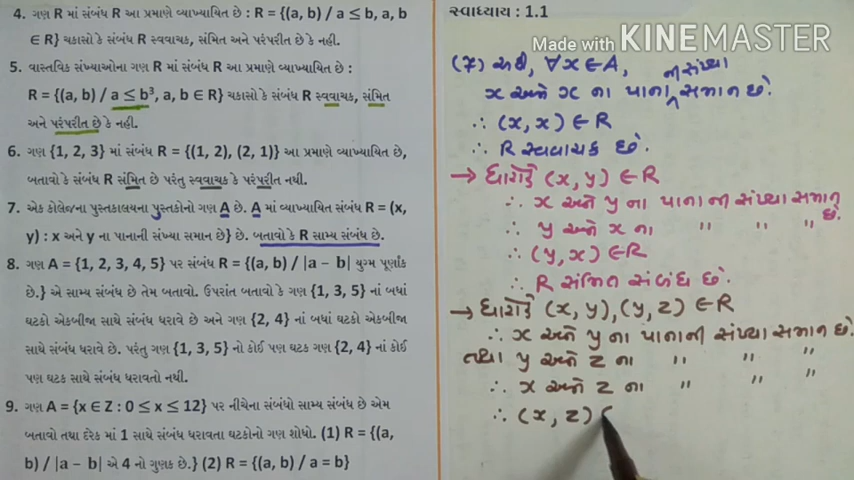 4. ગણ R માં સંબંધ R આ પ્રમાણે વ્યાખ્યાયિત છે : R = {(a, b) / a ≤ b, a, b
∈ R} ચકાસો કે સંબંધ R સ્વવાચક, સંમિત અને પરંપરીત છે કે નહી.
5. વાસ્તવિક સંખ્યાઓના ગણ R માં સંબંધ R આ પ્રમાણે વ્યાખ્યાયિત છે :
R = {(a, b) / a ≤ b³, a, b ∈ R} ચકાસો કે સંબંધ R સ્વવાચક, સંમિત
અને પરંપરીત છે કે નહી.
6. ગણ {1, 2, 3} માં સંબંધ R = {(1, 2), (2, 1)} આ પ્રમાણે વ્યાખ્યાયિત છે,
બતાવો કે સંબંધ R સંમિત છે પરંતુ સ્વવાચક કે પરંપરીત નથી.
7. એક કોલેજના પુસ્તકાલયના પુસ્તકોનો ગણ A છે. A માં વ્યાખ્યાયિત સંબંધ R = (x,
y) : x અને y ના પાનાની સંખ્યા સમાન છે} છે. બતાવો કે R સામ્ય સંબંધ છે.
8. ગણ A = {1, 2, 3, 4, 5} પર સંબંધ R = {(a, b) / |a − b| યુગ્મ પૂર્ણાંક
છે.} એ સામ્ય સંબંધ છે તેમ બતાવો. ઉપરાંત બતાવો કે ગણ {1, 3, 5} નાં બધાં
ઘટકો એકબીજા સાથે સંબંધ ધરાવે છે અને ગણ {2, 4} નાં બધાં ઘટકો એકબીજા
સાથે સંબંધ ધરાવે છે. પરંતુ ગણ {1, 3, 5} નો કોઈ પણ ઘટક ગણ {2, 4} નાં કોઈ
પણ ઘટક સાથે સંબંધ ધરાવતો નથી.
9. ગણ A = {x ∈ Z : 0 ≤ x ≤ 12} પર નીચેના સંબંધો સામ્ય સંબંધ છે એમ
બતાવો તથા દરેક માં 1 સાથે સંબંધ ધરાવતા ઘટકોનો ગણ શોધો. (1) R = {(a,
b) / |a − b| એ 4 નો ગુણક છે.} (2) R = {(a, b) / a = b}
સ્વાધ્યાય : 1.1
Made with KINEMASTER
(7) અહી, ∀x ∈ A,
x અને x ના પાનાની સંખ્યા સમાન છે.
∴ (x, x) ∈ R
∴ R સ્વવાચક છે.
→ ધારોકે (x, y) ∈ R
∴ x અને y ના પાનાની સંખ્યા સમાન છે.
∴ y અને x ના " " "
∴ (y, x) ∈ R
∴ R સંમિત સંબંધ છે.
→ ધારોકે (x, y), (y, z) ∈ R
∴ x અને y ના પાનાની સંખ્યા સમાન છે.
તથા y અને z ના " " "
∴ x અને z ના " " "
∴ (x, z)